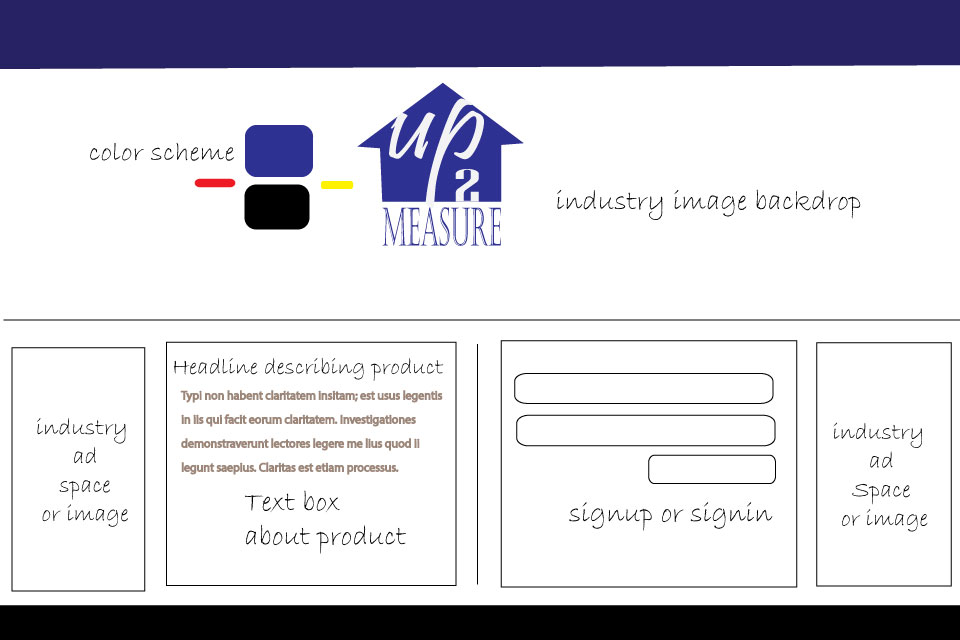 color scheme
up
2
MEASURE
industry image backdrop
industry
ad
space
or image
Headline describing product
Typi non habent claritatem insitam; est usus legentis
in iis qui facit eorum claritatem. Investigationes
demonstraverunt lectores legere me lius quod ii
legunt saepius. Claritas est etiam processus.
Text box
about product
signup or signin
industry
ad
Space
or image